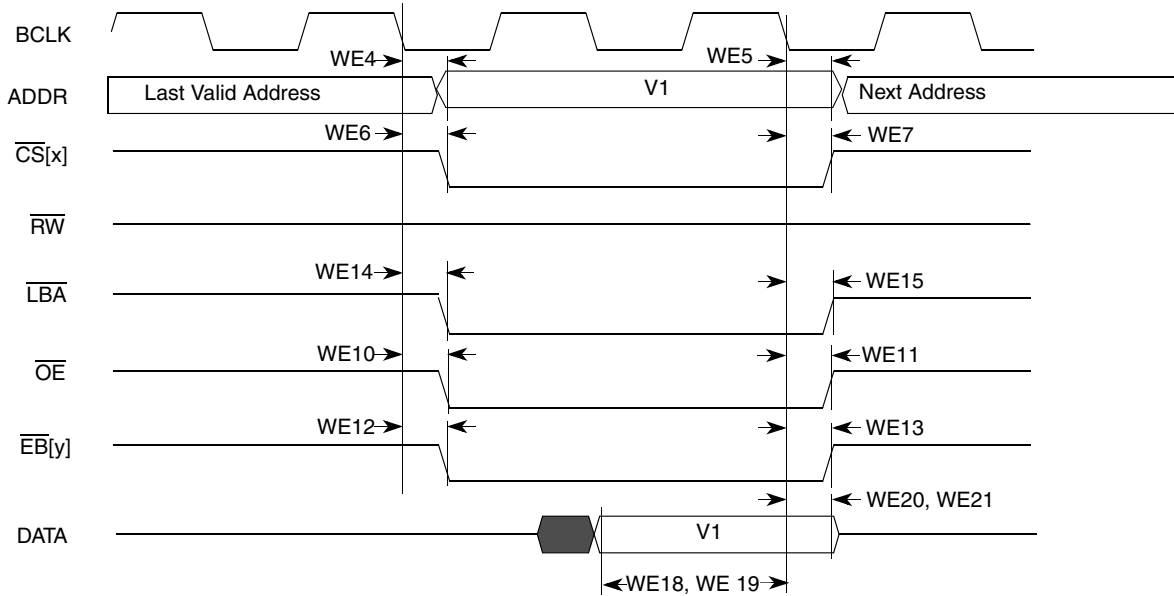 BCLK
WE4 WE5
ADDR Last Valid Address V1 Next Address
WE6 WE7
CS[x]
RW
WE14 WE15
LBA
WE10 WE11
OE
WE12 WE13
EB[y]
WE20, WE21
DATA V1
WE18, WE 19